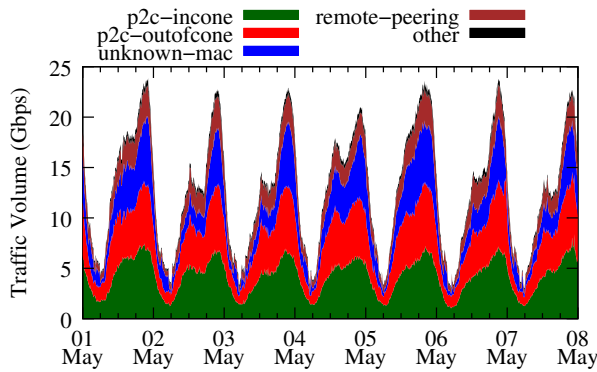 p2c-incone
p2c-outofcone
unknown-mac
remote-peering
other
Traffic Volume (Gbps)
25
20
15
10
5
0
01 02 03 04 05 06 07 08
May May May May May May May May